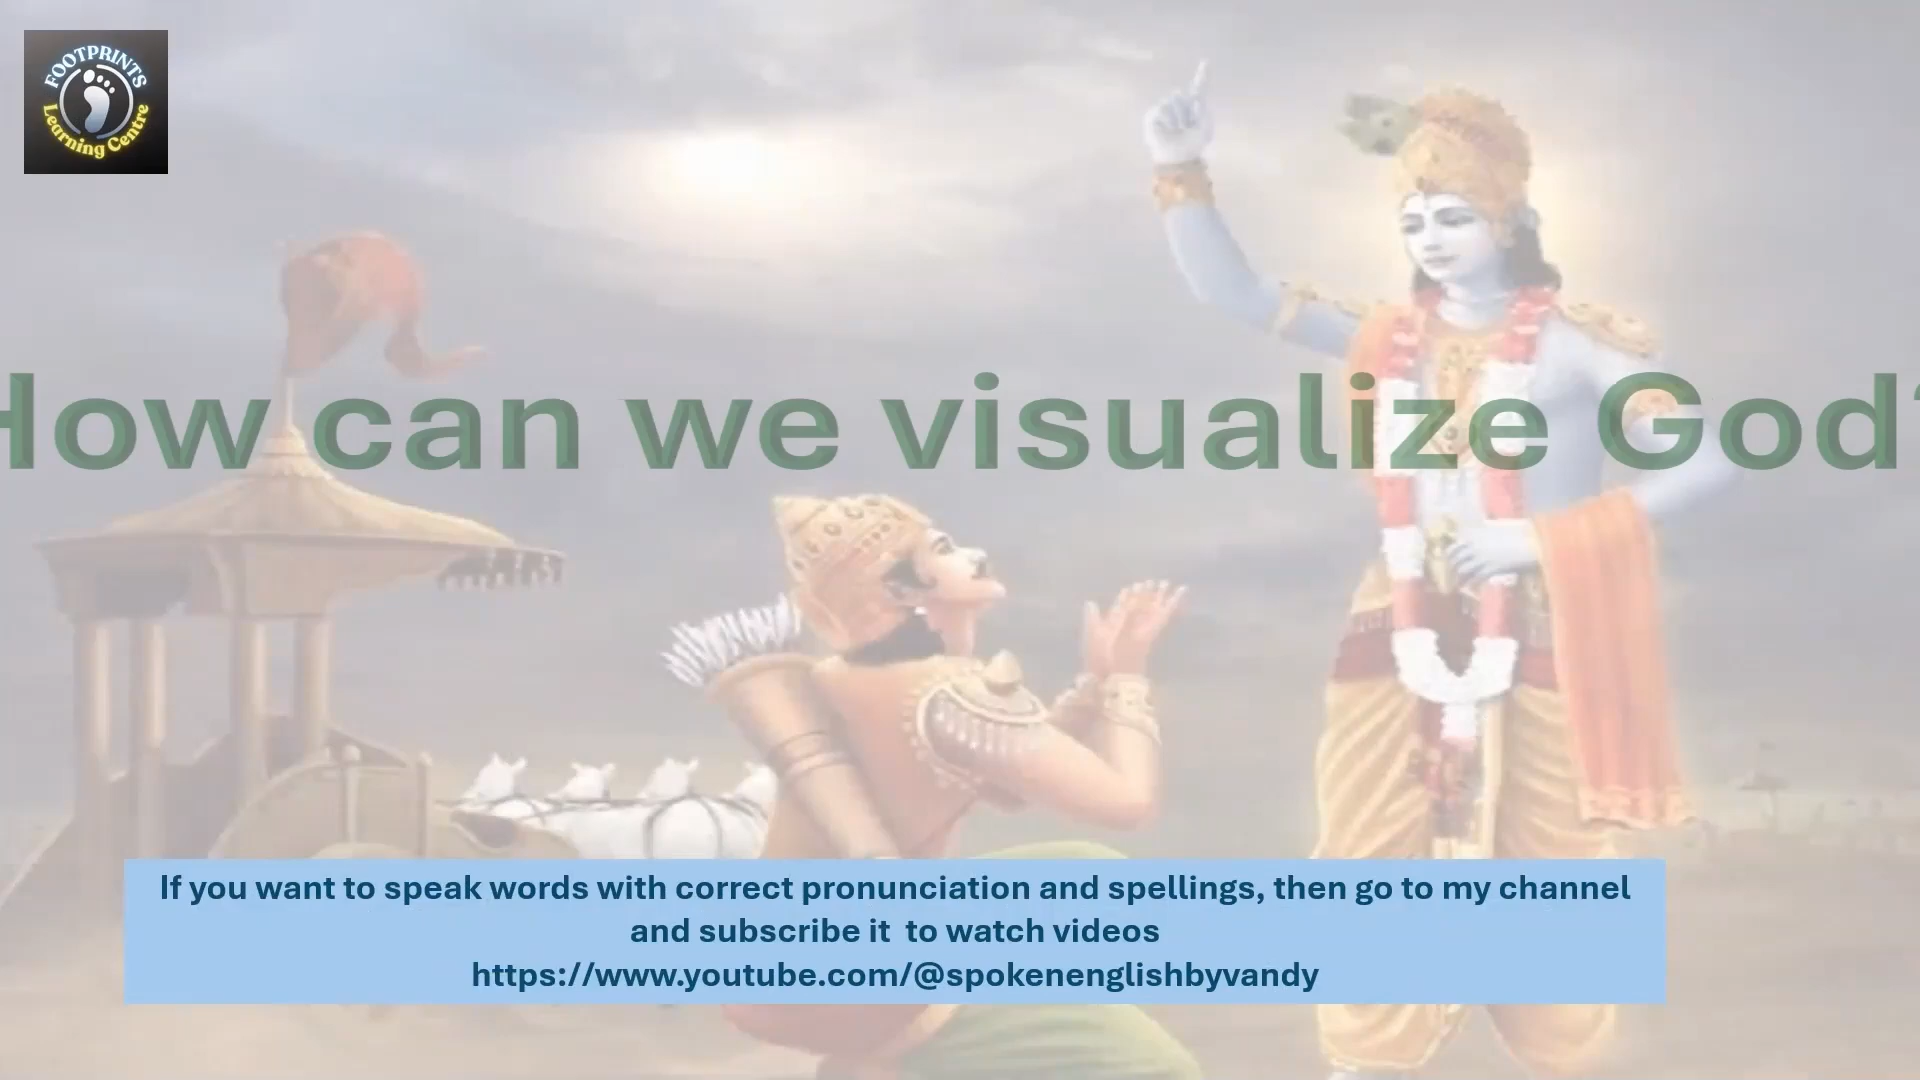 FOOTPRINTS
Learning Centre
How can we visualize God?
If you want to speak words with correct pronunciation and spellings, then go to my channel
and subscribe it  to watch videos
https://www.youtube.com/@spokenenglishbyvandy